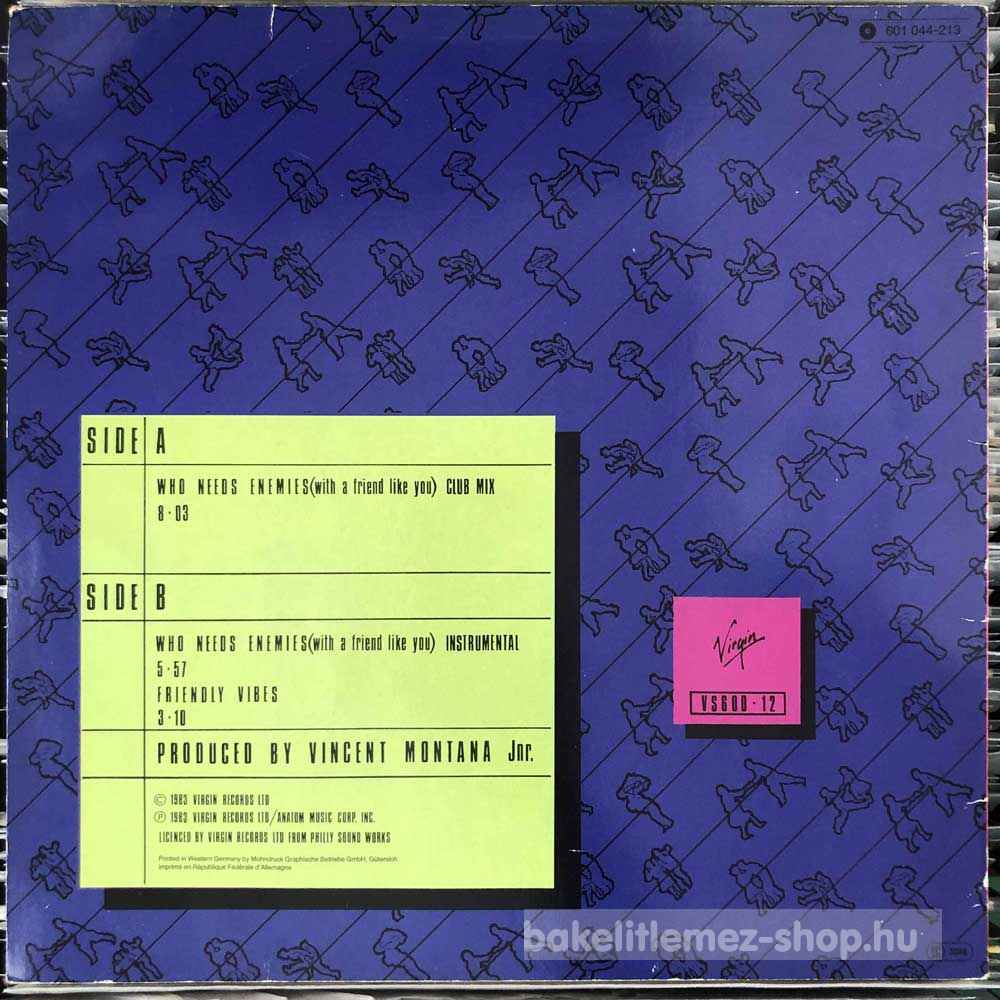 601 044-213
SIDE A
WHO NEEDS ENEMIES (with a friend like you) CLUB MIX
8·03
SIDE B
WHO NEEDS ENEMIES (with a friend like you) INSTRUMENTAL
5·57
FRIENDLY VIBES
3·10
PRODUCED BY VINCENT MONTANA Jnr.
© 1983 VIRGIN RECORDS LTD
℗ 1983 VIRGIN RECORDS LTD/ANATOM MUSIC CORP. INC.
LICENCED BY VIRGIN RECORDS LTD FROM PHILLY SOUND WORKS
Printed in Western Germany by Mohndruck Graphische Betriebe GmbH, Gütersloh
Imprimé en République Fédérale d'Allemagne
Virgin
VS600·12
bakelitlemez-shop.hu